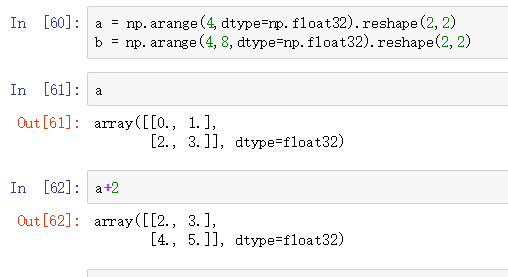 In [60]: a = np.arange(4,dtype=np.float32).reshape(2,2)
b = np.arange(4,8,dtype=np.float32).reshape(2,2)
In [61]: a
Out[61]: array([[0., 1.],
[2., 3.]], dtype=float32)
In [62]: a+2
Out[62]: array([[2., 3.],
[4., 5.]], dtype=float32)